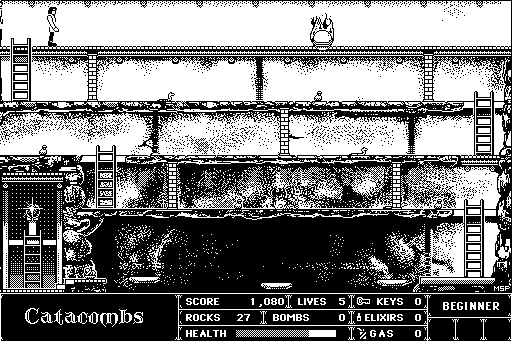 MSP
Catacombs
SCORE 1,080 LIVES 5 KEYS 0
ROCKS 27 BOMBS 0 ELIXIRS 0
HEALTH GAS 0
BEGINNER